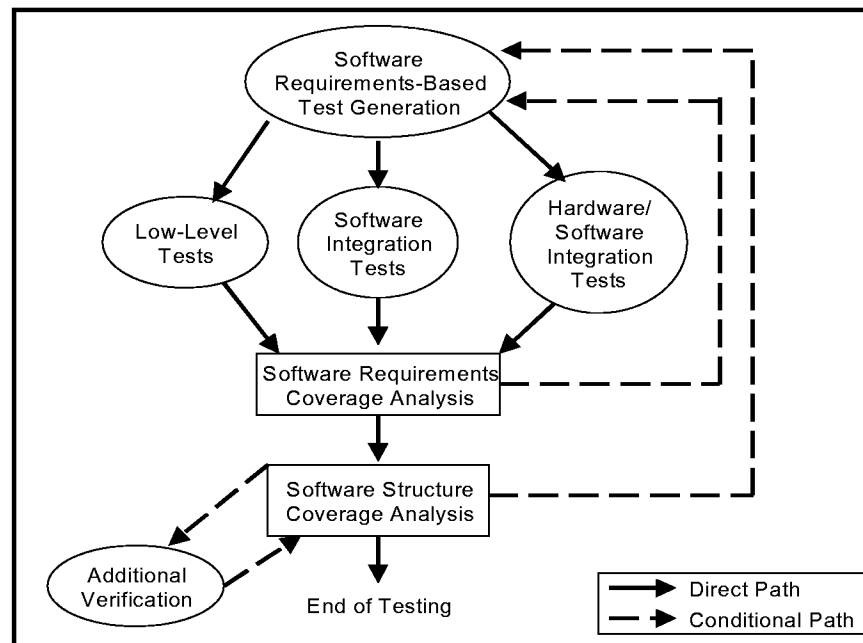 Software
Requirements-Based
Test Generation
Low-Level
Tests
Software
Integration
Tests
Hardware/
Software
Integration
Tests
Software Requirements
Coverage Analysis
Software Structure
Coverage Analysis
Additional
Verification
End of Testing
Direct Path
Conditional Path